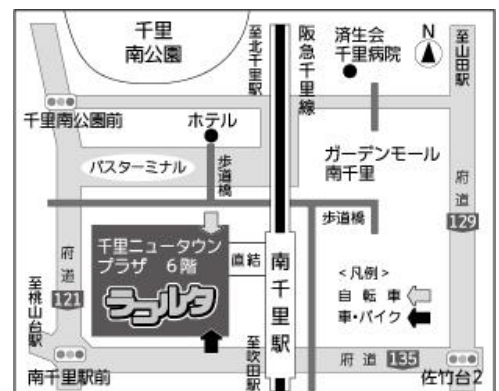 千里
南公園
至北千里駅
阪急千里線
済生会
千里病院
N
至山田駅
千里南公園前
ホテル
バスターミナル
歩道橋
ガーデンモール
南千里
府道
129
歩道橋
千里ニュータウン
プラザ 6階
ラコルタ
直結
南千里駅
<凡例>
自転車
車・バイク
府道
121
至桃山台駅
南千里駅前
至吹田駅
府道 135
佐竹台2